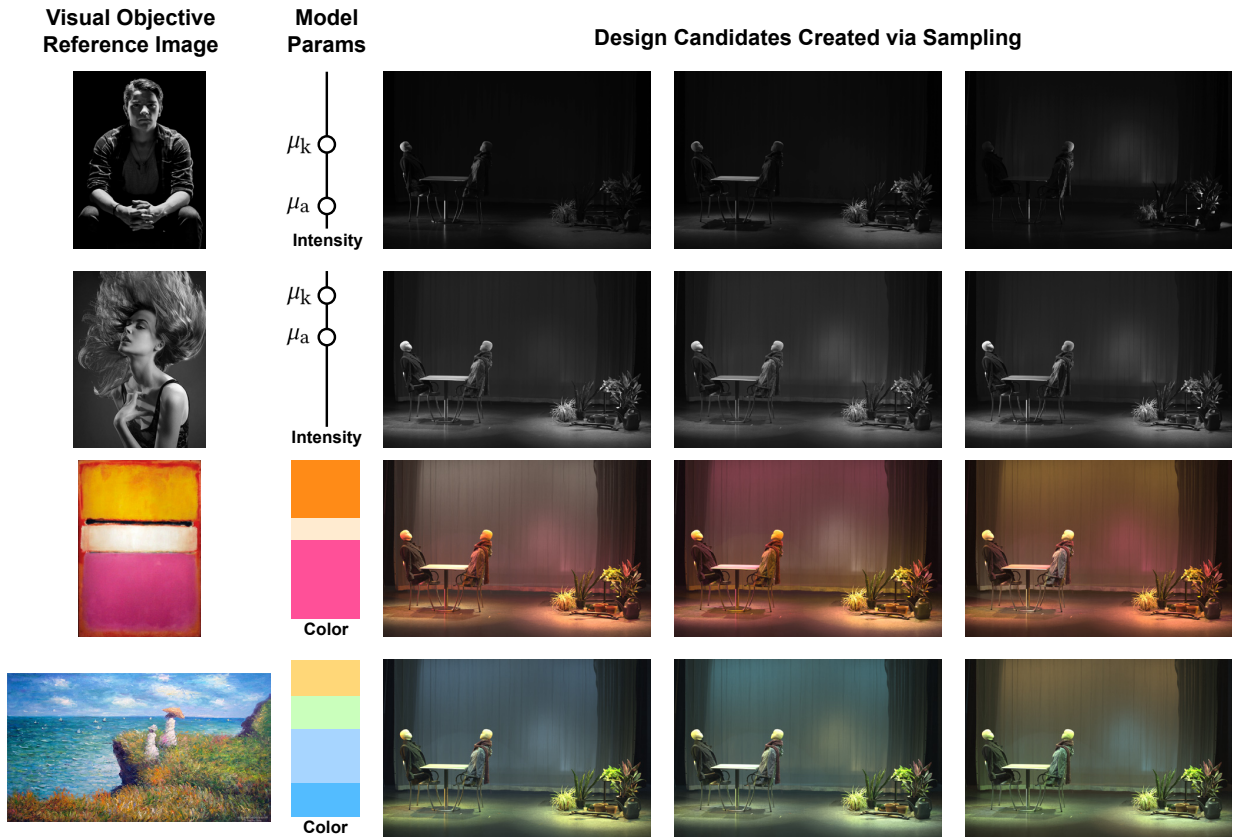 Visual Objective
Reference Image
Model
Params
Design Candidates Created via Sampling
μk
μa
Intensity
μk
μa
Intensity
Color
Color